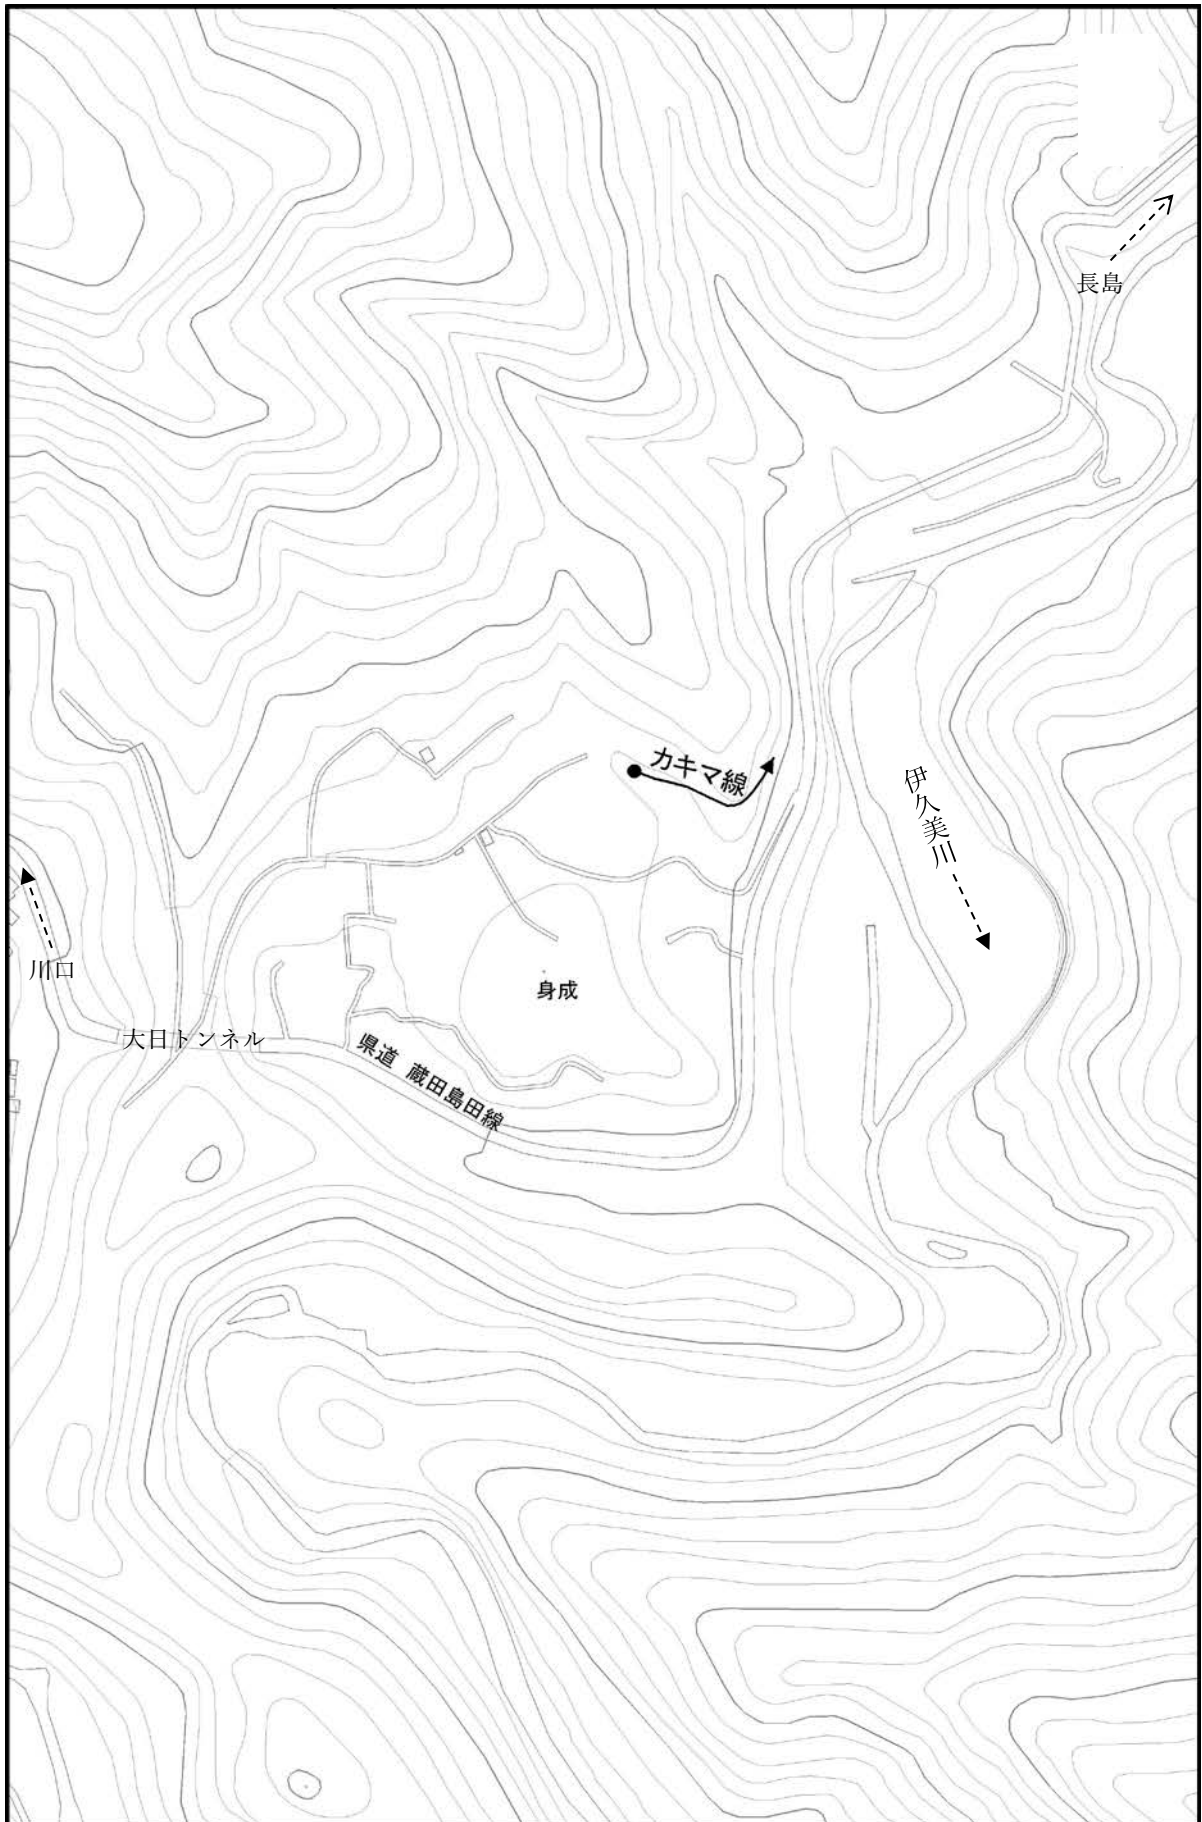 長島
カキマ線
伊久美川
川口
身成
大日トンネル
県道 蔵田島田線